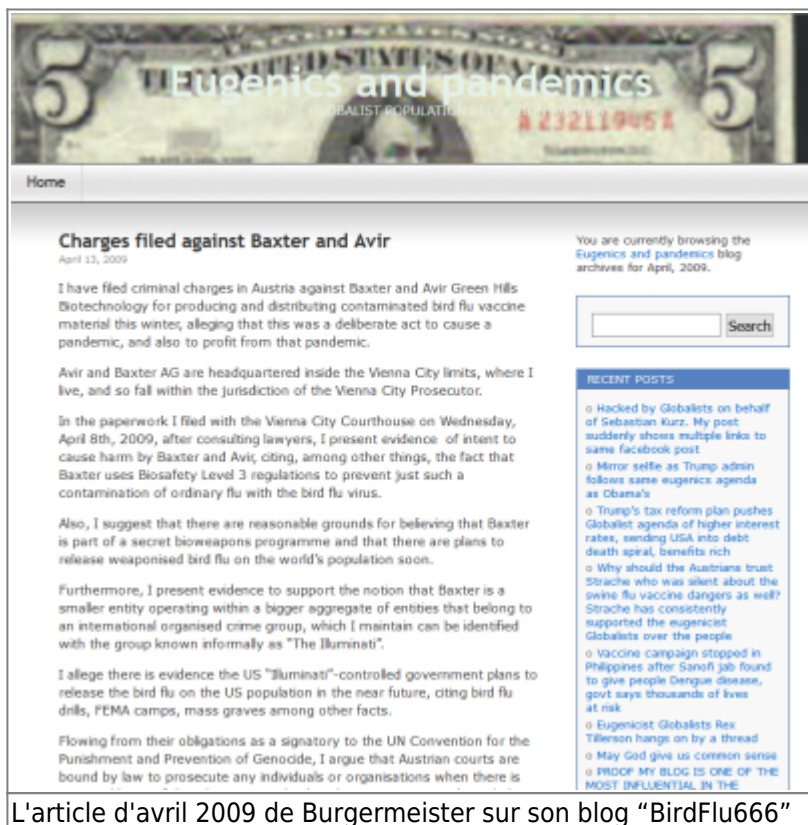 5 THE UNITED STATES OF A 5
Eugenics and pandemics
THE GLOBALIST POPULATION
A 23211946 A
Home
Charges filed against Baxter and Avir
April 13, 2009
I have filed criminal charges in Austria against Baxter and Avir Green Hills
Biotechnology for producing and distributing contaminated bird flu vaccine
material this winter, alleging that this was a deliberate act to cause a
pandemic, and also to profit from that pandemic.
Avir and Baxter AG are headquartered inside the Vienna City limits, where I
live, and so fall within the jurisdiction of the Vienna City Prosecutor.
In the paperwork I filed with the Vienna City Courthouse on Wednesday,
April 8th, 2009, after consulting lawyers, I present evidence of intent to
cause harm by Baxter and Avir, citing, among other things, the fact that
Baxter uses Biosafety Level 3 regulations to prevent just such a
contamination of ordinary flu with the bird flu virus.
Also, I suggest that there are reasonable grounds for believing that Baxter
is part of a secret bioweapons programme and that there are plans to
release weaponised bird flu on the world's population soon.
Furthermore, I present evidence to support the notion that Baxter is a
smaller entity operating within a bigger aggregate of entities that belong to
an international organised crime group, which I maintain can be identified
with the group known informally as "The Illuminati".
I allege there is evidence the US "Illuminati"-controlled government plans to
release the bird flu on the US population in the near future, citing bird flu
drills, FEMA camps, mass graves among other facts.
Flowing from their obligations as a signatory to the UN Convention for the
Punishment and Prevention of Genocide, I argue that Austrian courts are
bound by law to prosecute any individuals or organisations when there is
You are currently browsing the
Eugenics and pandemics blog
archives for April, 2009.
Search
RECENT POSTS
o Hacked by Globalists on behalf
of Sebastian Kurz. My post
suddenly shows multiple links to
same facebook post
o Mirror selfie as Trump admin
follows same eugenics agenda
as Obama's
o Trump's tax reform plan pushes
Globalist agenda of higher interest
rates, sending USA into debt
death spiral, benefits rich
o Why should the Austrians trust
Strache who was silent about the
swine flu vaccine dangers as well?
Strache has consistently
supported the eugenicist
Globalists over the people
o Vaccine campaign stopped in
Philippines after Sanofi jab found
to give people Dengue disease,
govt says thousands of lives
at risk
o Eugenicist Globalists Rex
Tillerson hangs on by a thread
o May God give us common sense
o PROOF MY BLOG IS ONE OF THE
MOST INFLUENTIAL IN THE
L'article d'avril 2009 de Burgermeister sur son blog “BirdFlu666”